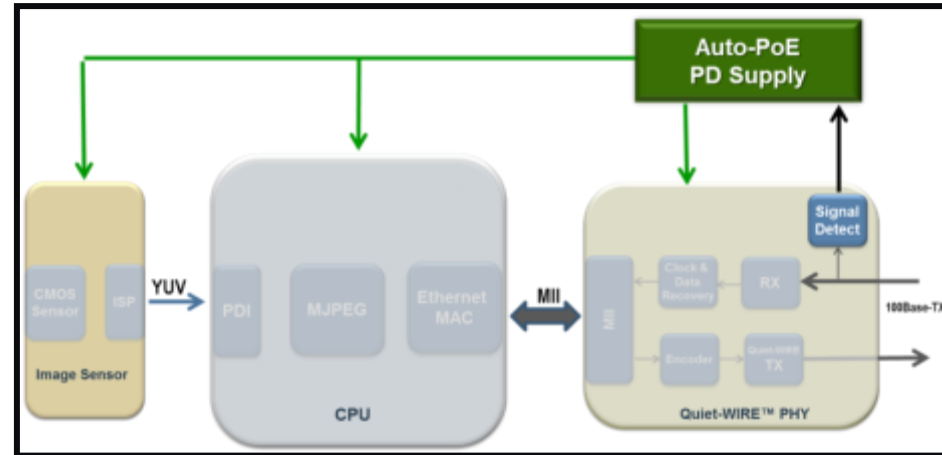 Auto-PoE
PD Supply
Signal
Detect
CMOS
Sensor
ISP
YUV
PDI
MJPEG
Ethernet
MAC
MII
MII
Clock &
Data
Recovery
RX
100Base-TX
Encoder
Quiet-WIRE
TX
Image Sensor
CPU
Quiet-WIRE™ PHY